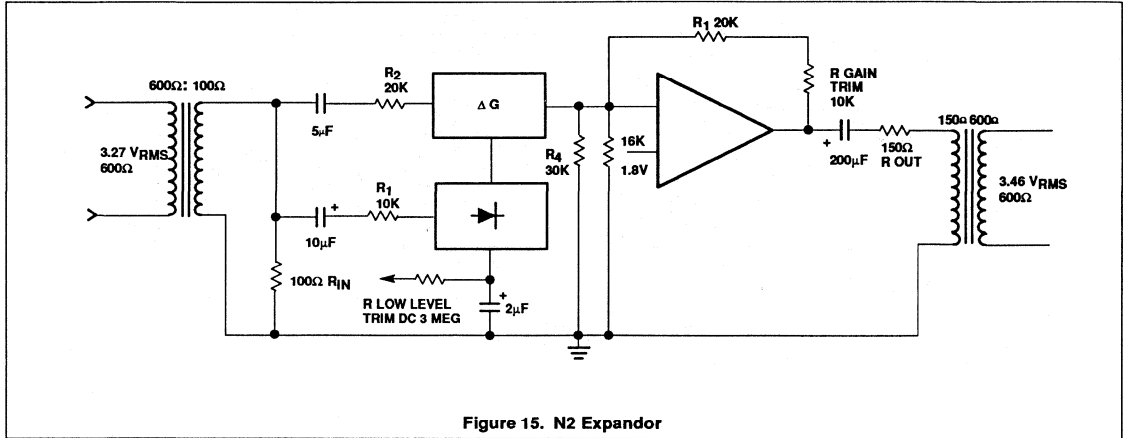 R1 20K
600Ω: 100Ω
R2
20K
Δ G
R GAIN
TRIM
10K
5μF
150Ω 600Ω
3.27 VRMS
600Ω
R4
30K
16K
1.8V
+
200μF
150Ω
R OUT
3.46 VRMS
600Ω
R1
10K
+
10μF
100Ω RIN
R LOW LEVEL
TRIM DC 3 MEG
+
2μF
Figure 15. N2 Expandor